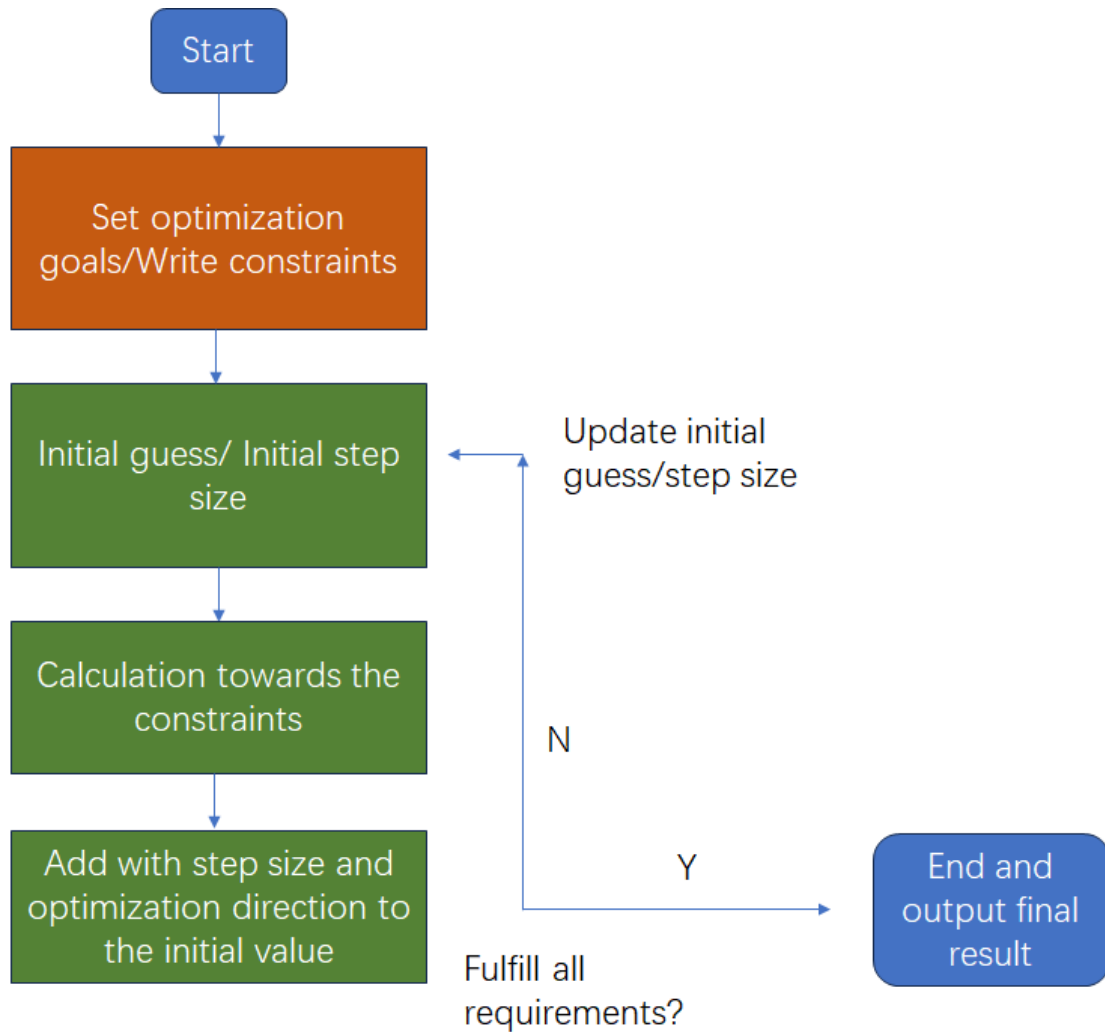 Start
Set optimization
goals/Write constraints
Initial guess/ Initial step
size
Update initial
guess/step size
Calculation towards the
constraints
N
Add with step size and
optimization direction to
the initial value
Y
End and
output final
result
Fulfill all
requirements?